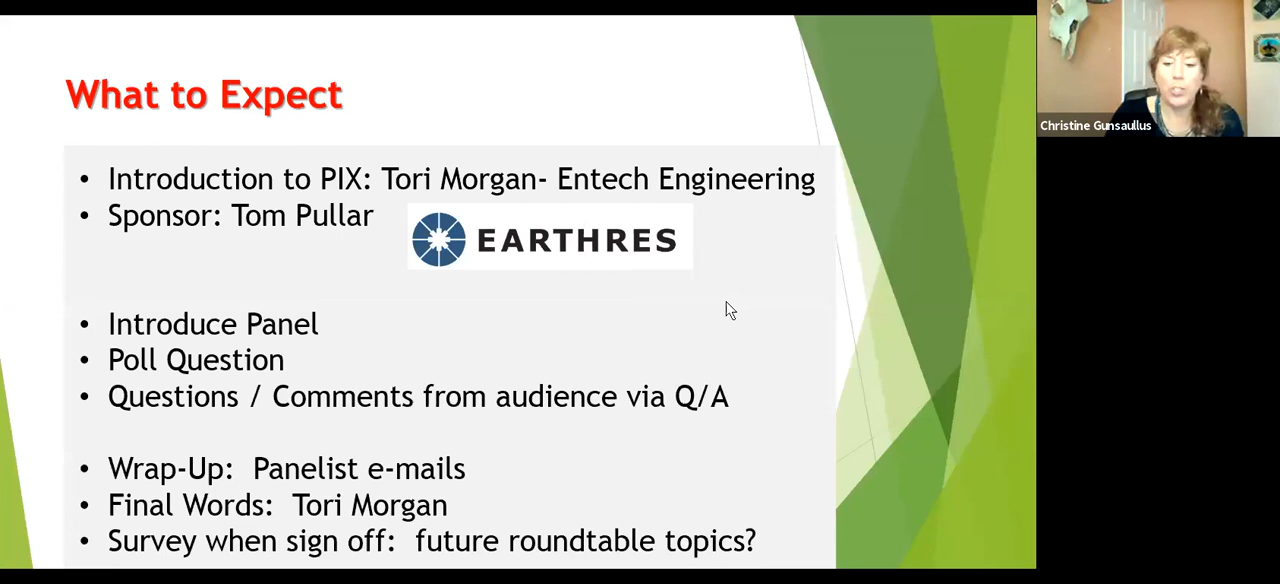 What to Expect
• Introduction to PIX: Tori Morgan- Entech Engineering
• Sponsor: Tom Pullar
EARTHRES
• Introduce Panel
• Poll Question
• Questions / Comments from audience via Q/A
• Wrap-Up: Panelist e-mails
• Final Words: Tori Morgan
• Survey when sign off: future roundtable topics?
Christine Gunsaullus